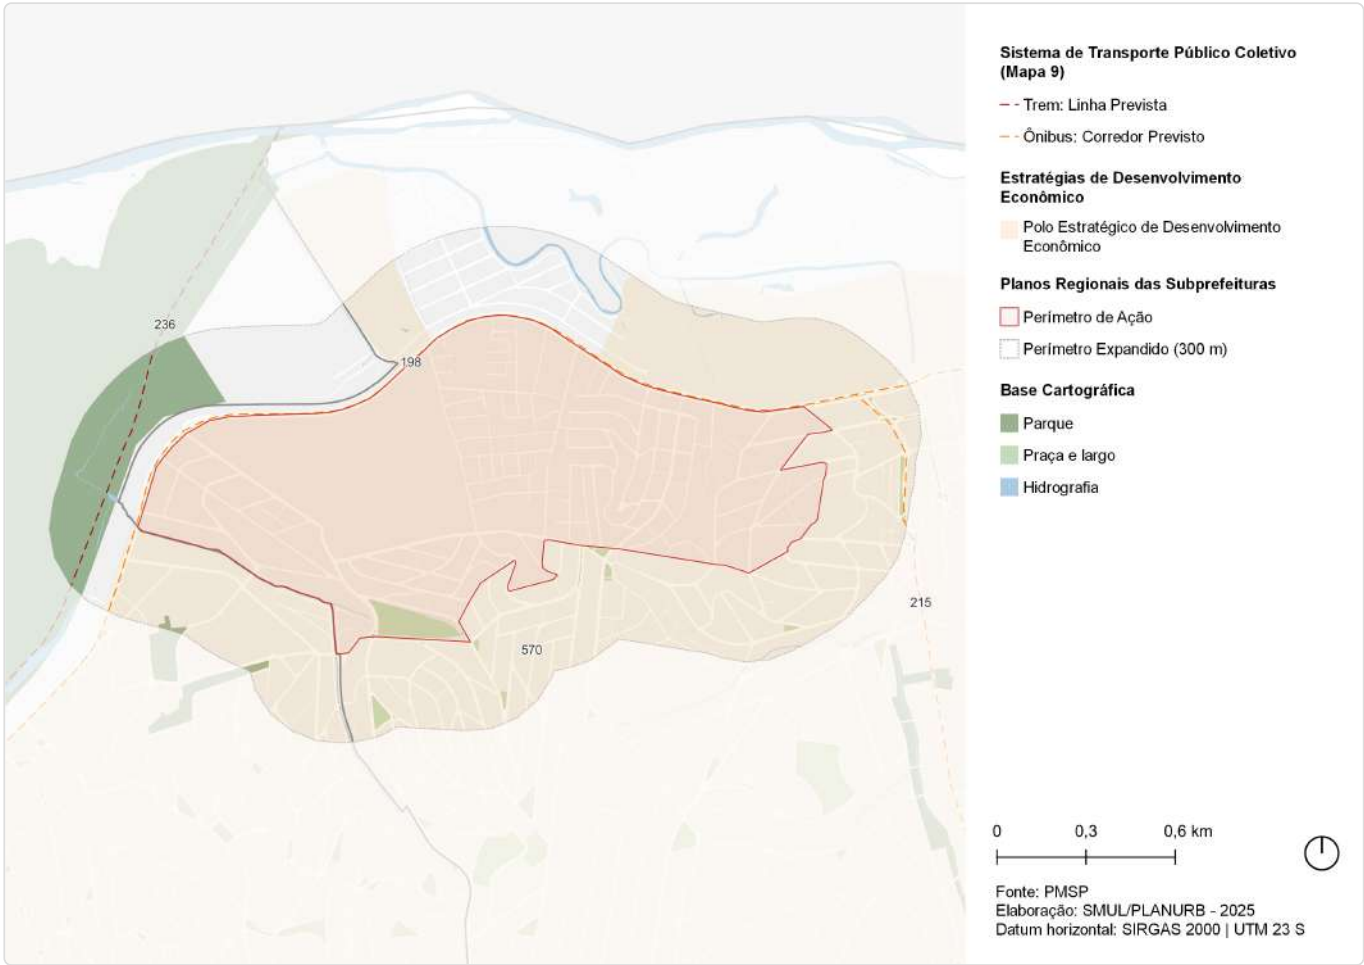 Sistema de Transporte Público Coletivo
(Mapa 9)
Trem: Linha Prevista
Ônibus: Corredor Previsto
Estratégias de Desenvolvimento
Econômico
Polo Estratégico de Desenvolvimento
Econômico
Planos Regionais das Subprefeituras
Perímetro de Ação
Perímetro Expandido (300 m)
Base Cartográfica
Parque
Praça e largo
Hidrografia
236
198
215
570
0 0,3 0,6 km
Fonte: PMSP
Elaboração: SMUL/PLANURB - 2025
Datum horizontal: SIRGAS 2000 | UTM 23 S